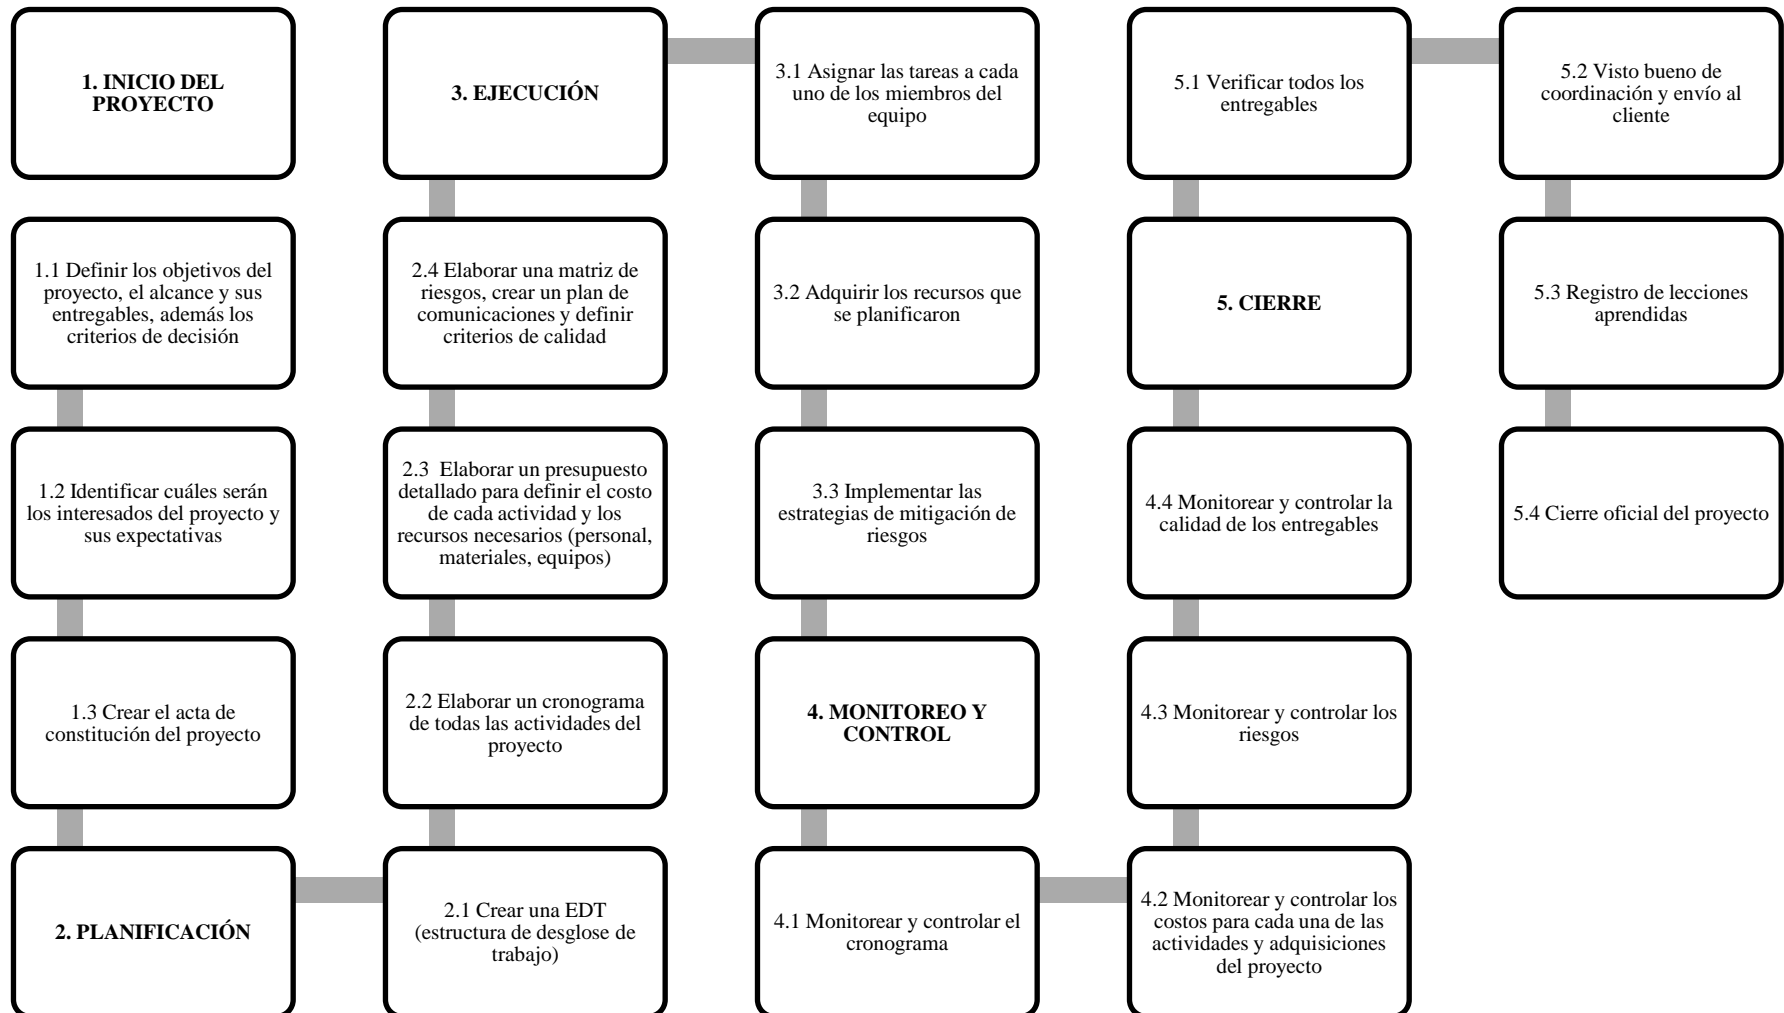 1. INICIO DEL
PROYECTO
1.1 Definir los objetivos del
proyecto, el alcance y sus
entregables, además los
criterios de decisión
1.2 Identificar cuáles serán
los interesados del proyecto y
sus expectativas
1.3 Crear el acta de
constitución del proyecto
2. PLANIFICACIÓN
2.1 Crear una EDT
(estructura de desglose de
trabajo)
2.2 Elaborar un cronograma
de todas las actividades del
proyecto
2.3 Elaborar un presupuesto
detallado para definir el costo
de cada actividad y los
recursos necesarios (personal,
materiales, equipos)
2.4 Elaborar una matriz de
riesgos, crear un plan de
comunicaciones y definir
criterios de calidad
3. EJECUCIÓN
3.1 Asignar las tareas a cada
uno de los miembros del
equipo
3.2 Adquirir los recursos que
se planificaron
3.3 Implementar las
estrategias de mitigación de
riesgos
4. MONITOREO Y
CONTROL
4.1 Monitorear y controlar el
cronograma
4.2 Monitorear y controlar los
costos para cada una de las
actividades y adquisiciones
del proyecto
4.3 Monitorear y controlar los
riesgos
4.4 Monitorear y controlar la
calidad de los entregables
5. CIERRE
5.1 Verificar todos los
entregables
5.2 Visto bueno de
coordinación y envío al
cliente
5.3 Registro de lecciones
aprendidas
5.4 Cierre oficial del proyecto